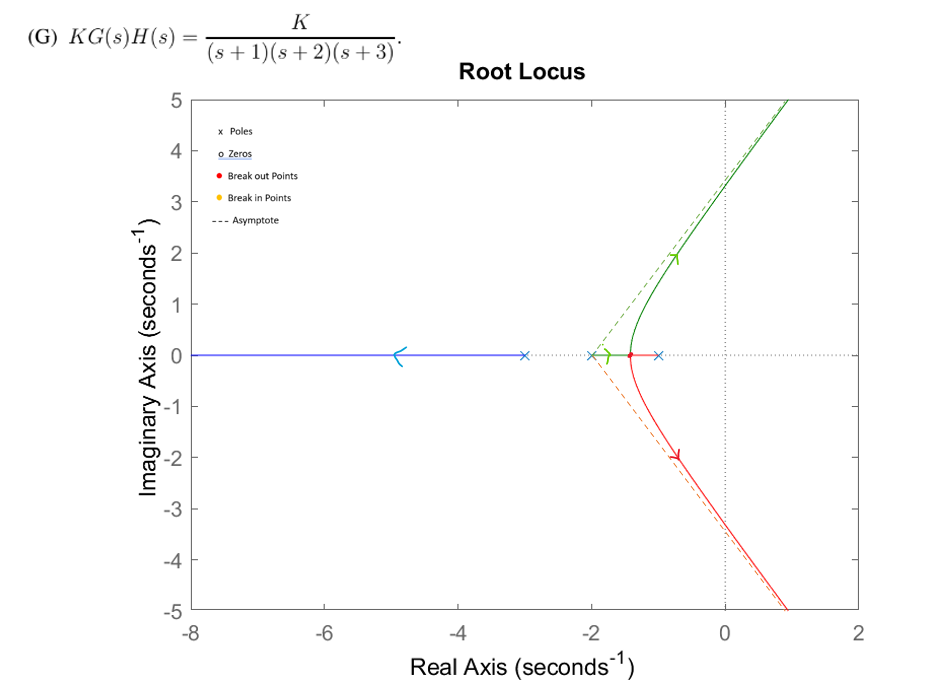 (G) KG(s)H(s) = K / (s + 1)(s + 2)(s + 3).
Root Locus
5
4
3
2
1
0
-1
-2
-3
-4
-5
x Poles
o Zeros
Break out Points
Break in Points
--- Asymptote
Imaginary Axis (seconds⁻¹)
-8 -6 -4 -2 0 2
Real Axis (seconds⁻¹)